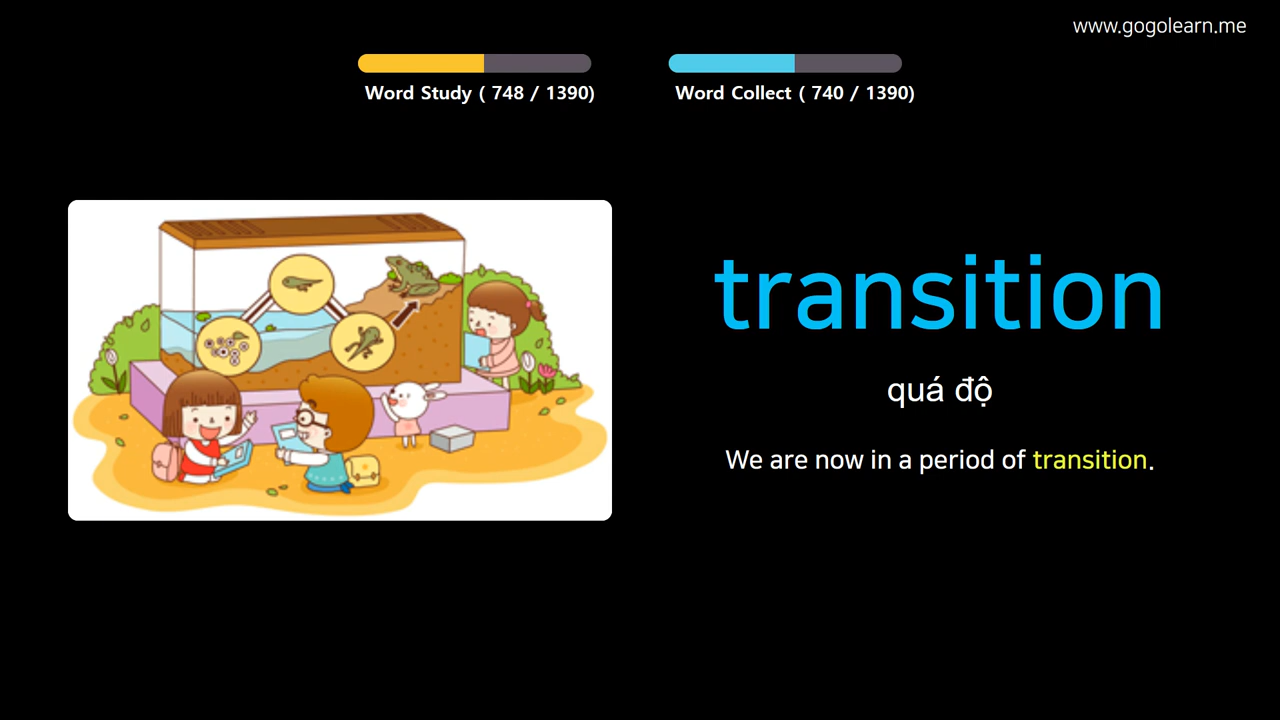 www.gogolearn.me
Word Study ( 748 / 1390)
Word Collect ( 740 / 1390)
transition
quá độ
We are now in a period of transition.